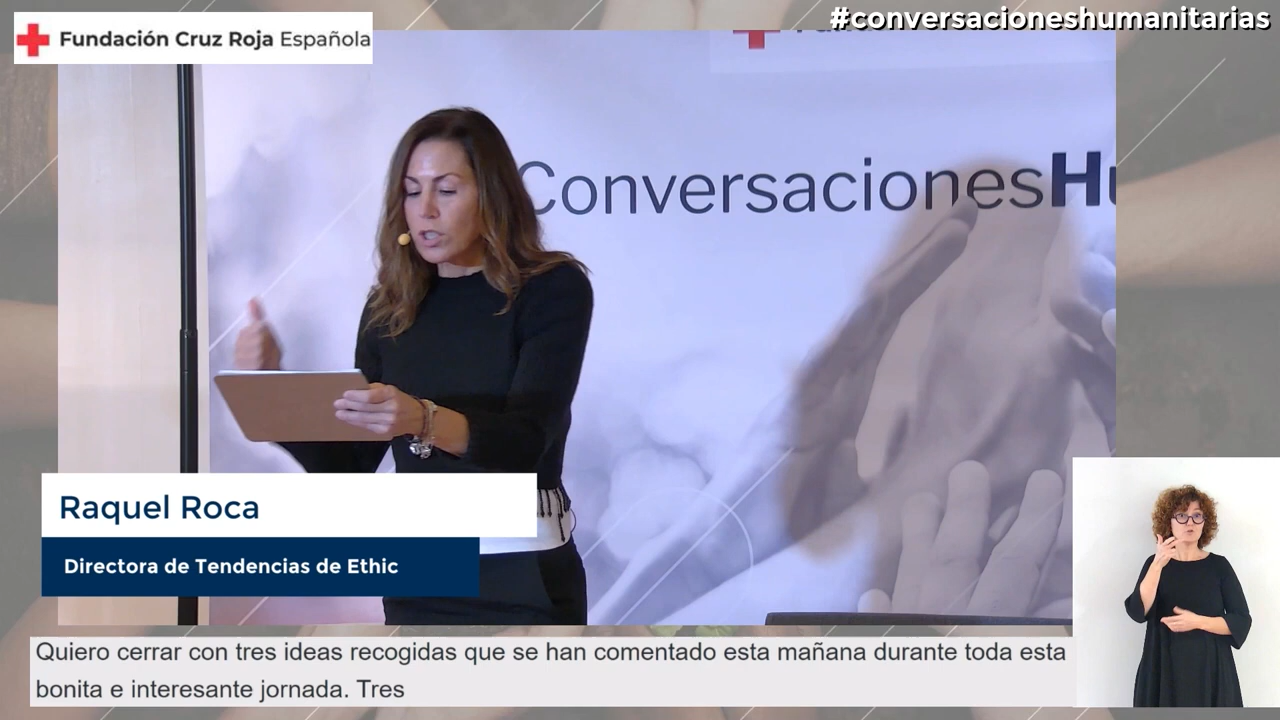 #conversacioneshumanitarias
Fundación Cruz Roja Española
ConversacionesHu
Raquel Roca
Directora de Tendencias de Ethic
Quiero cerrar con tres ideas recogidas que se han comentado esta mañana durante toda esta
bonita e interesante jornada. Tres